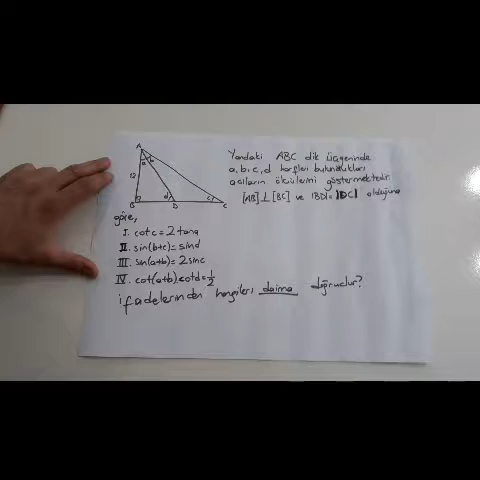 A
a b
12
d
c
B D C
Yandaki ABC dik üçgeninde
a, b, c, d harfleri bulundukları
açıların ölçülerini göstermektedir.
[AB] ⊥ [BC] ve |BD| = |DC| olduğuna
göre,
I. cotc = 2tana
II. sin(b+c) = sind
III. sin(a+b) = 2sinc
IV. cot(a+b).cotd = 1/2
ifadelerinden hangileri daima doğrudur?